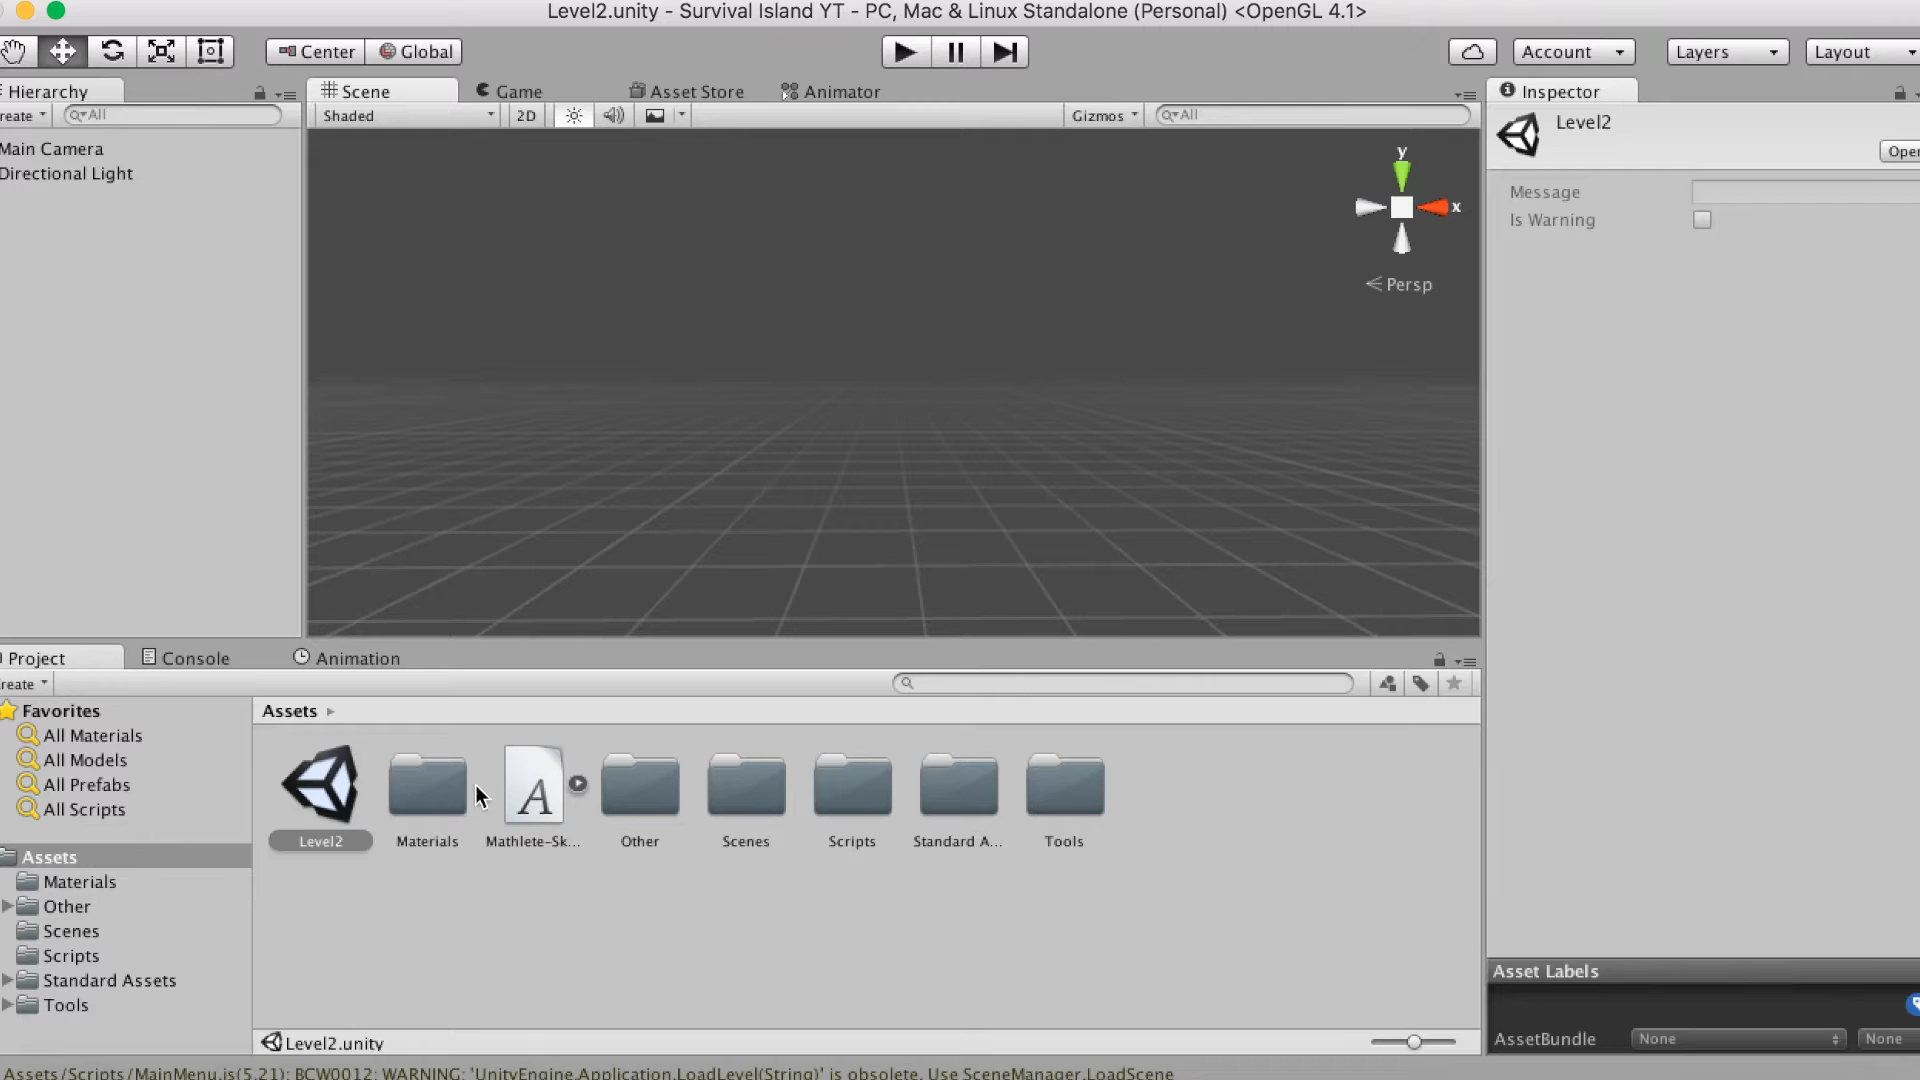 Level2.unity - Survival Island YT - PC, Mac & Linux Standalone (Personal) <OpenGL 4.1>
Center Global Account Layers Layout
Hierarchy Scene Game Asset Store Animator Inspector
reate All Shaded 2D Gizmos All Level2
Open
Main Camera
Directional Light
y
x
Persp
Message
Is Warning
Project Console Animation
reate
Favorites
All Materials
All Models
All Prefabs
All Scripts
Assets
Materials
Other
Scenes
Scripts
Standard Assets
Tools
Assets
Level2 Materials Mathlete-Sk... Other Scenes Scripts Standard A... Tools
Level2.unity
Asset Labels
AssetBundle None None
Assets/Scripts/MainMenu.js(5,21): BCW0012: WARNING: 'UnityEngine.Application.LoadLevel(String)' is obsolete. Use SceneManager.LoadScene